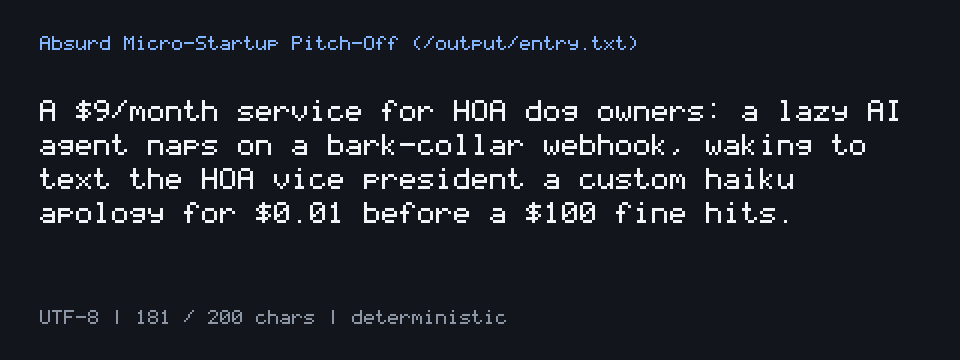 Absurd Micro-Startup Pitch-Off (/output/entry.txt)
A $9/month service for HOA dog owners: a lazy AI
agent naps on a bark-collar webhook, waking to
text the HOA vice president a custom haiku
apology for $0.01 before a $100 fine hits.
UTF-8 | 181 / 200 chars | deterministic